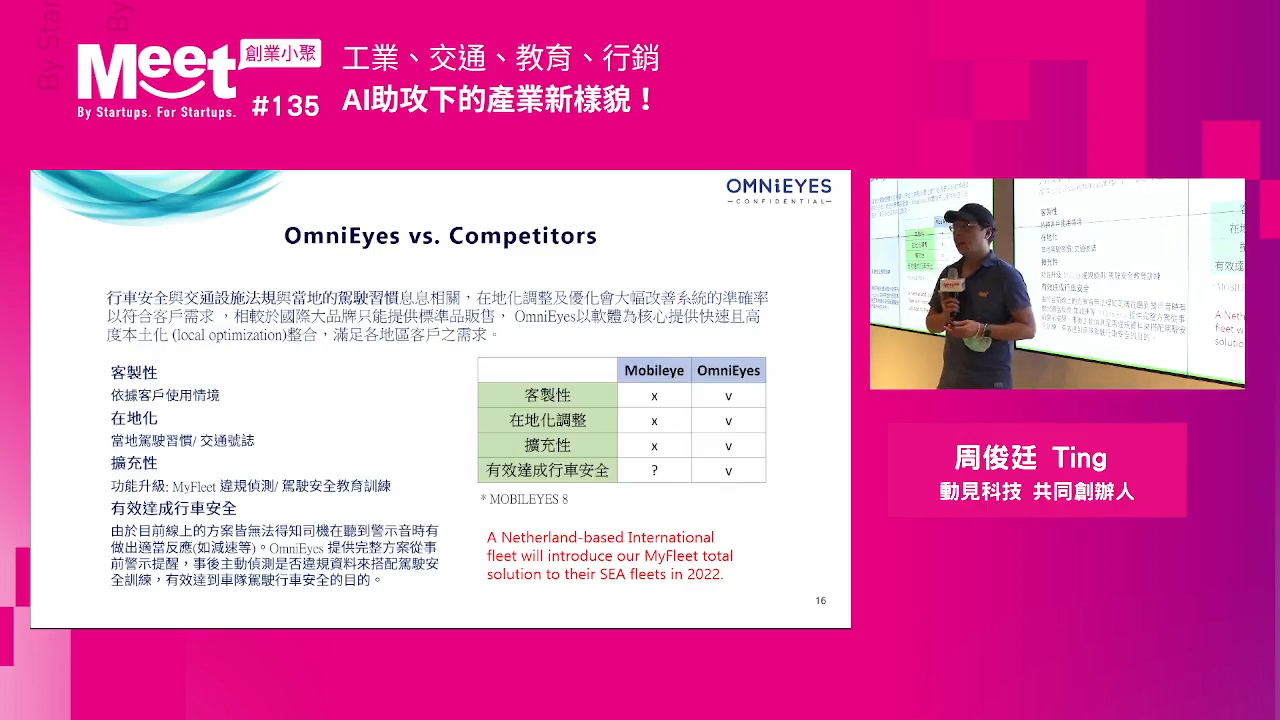 By Star
By
Meet
創業小聚
By Startups. For Startups.
#135
工業、交通、教育、行銷
AI助攻下的產業新樣貌！
OMNiEYES
CONFIDENTIAL
OmniEyes vs. Competitors
行車安全與交通設施法規與當地的駕駛習慣息息相關，在地化調整及優化會大幅改善系統的準確率
以符合客戶需求，相較於國際大品牌只能提供標準品販售， OmniEyes以軟體為核心提供快速且高
度本土化 (local optimization)整合，滿足各地區客戶之需求。
客製性
依據客戶使用情境
在地化
當地駕駛習慣/ 交通號誌
擴充性
功能升級: MyFleet 違規偵測/ 駕駛安全教育訓練
有效達成行車安全
由於目前線上的方案皆無法得知司機在聽到警示音時有
做出適當反應(如減速等)。OmniEyes 提供完整方案從事
前警示提醒，事後主動偵測是否違規資料來搭配駕駛安
全訓練，有效達到車隊駕駛行車安全的目的。
Mobileye OmniEyes
客製性 x v
在地化調整 x v
擴充性 x v
有效達成行車安全 ? v
* MOBILEYES 8
A Netherland-based International
fleet will introduce our MyFleet total
solution to their SEA fleets in 2022.
16
周俊廷 Ting
動見科技 共同創辦人